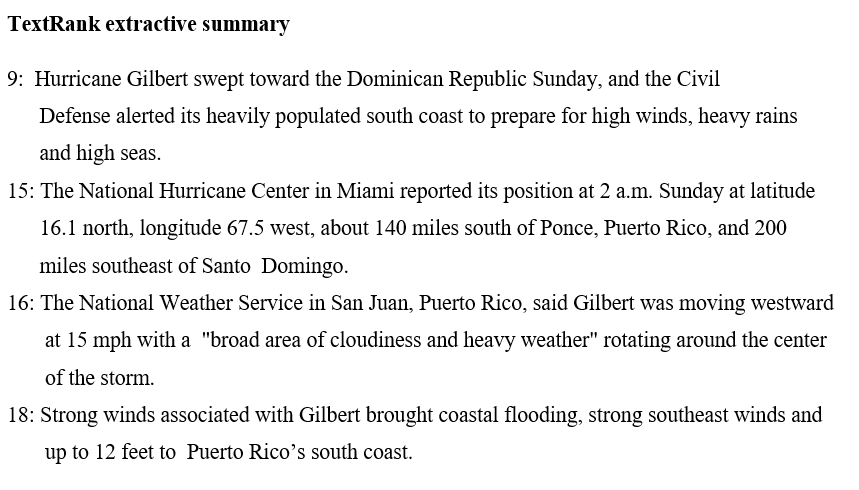 TextRank extractive summary
9:  Hurricane Gilbert swept toward the Dominican Republic Sunday, and the Civil
Defense alerted its heavily populated south coast to prepare for high winds, heavy rains
and high seas.
15: The National Hurricane Center in Miami reported its position at 2 a.m. Sunday at latitude
16.1 north, longitude 67.5 west, about 140 miles south of Ponce, Puerto Rico, and 200
miles southeast of Santo  Domingo.
16: The National Weather Service in San Juan, Puerto Rico, said Gilbert was moving westward
at 15 mph with a  "broad area of cloudiness and heavy weather" rotating around the center
of the storm.
18: Strong winds associated with Gilbert brought coastal flooding, strong southeast winds and
up to 12 feet to  Puerto Rico’s south coast.